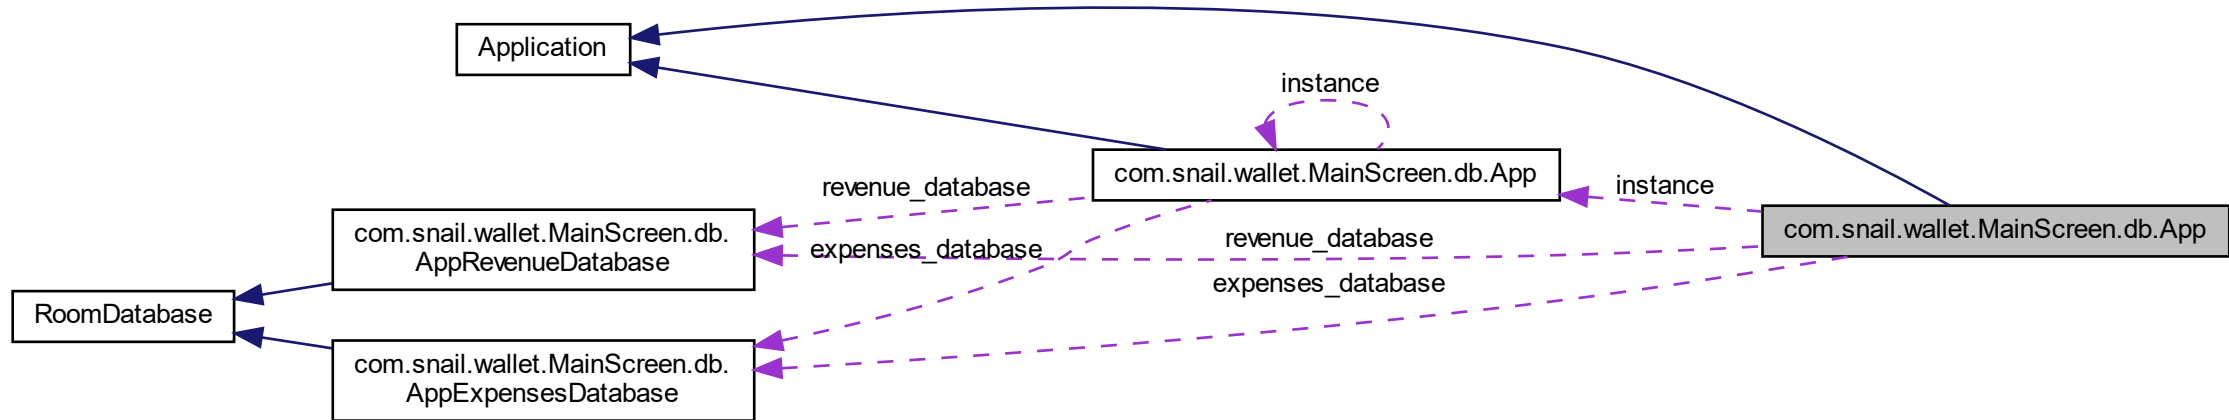 Application
instance
com.snail.wallet.MainScreen.db.App
instance
revenue_database
com.snail.wallet.MainScreen.db.App
com.snail.wallet.MainScreen.db.
AppRevenueDatabase
expenses_database
revenue_database
expenses_database
RoomDatabase
com.snail.wallet.MainScreen.db.
AppExpensesDatabase